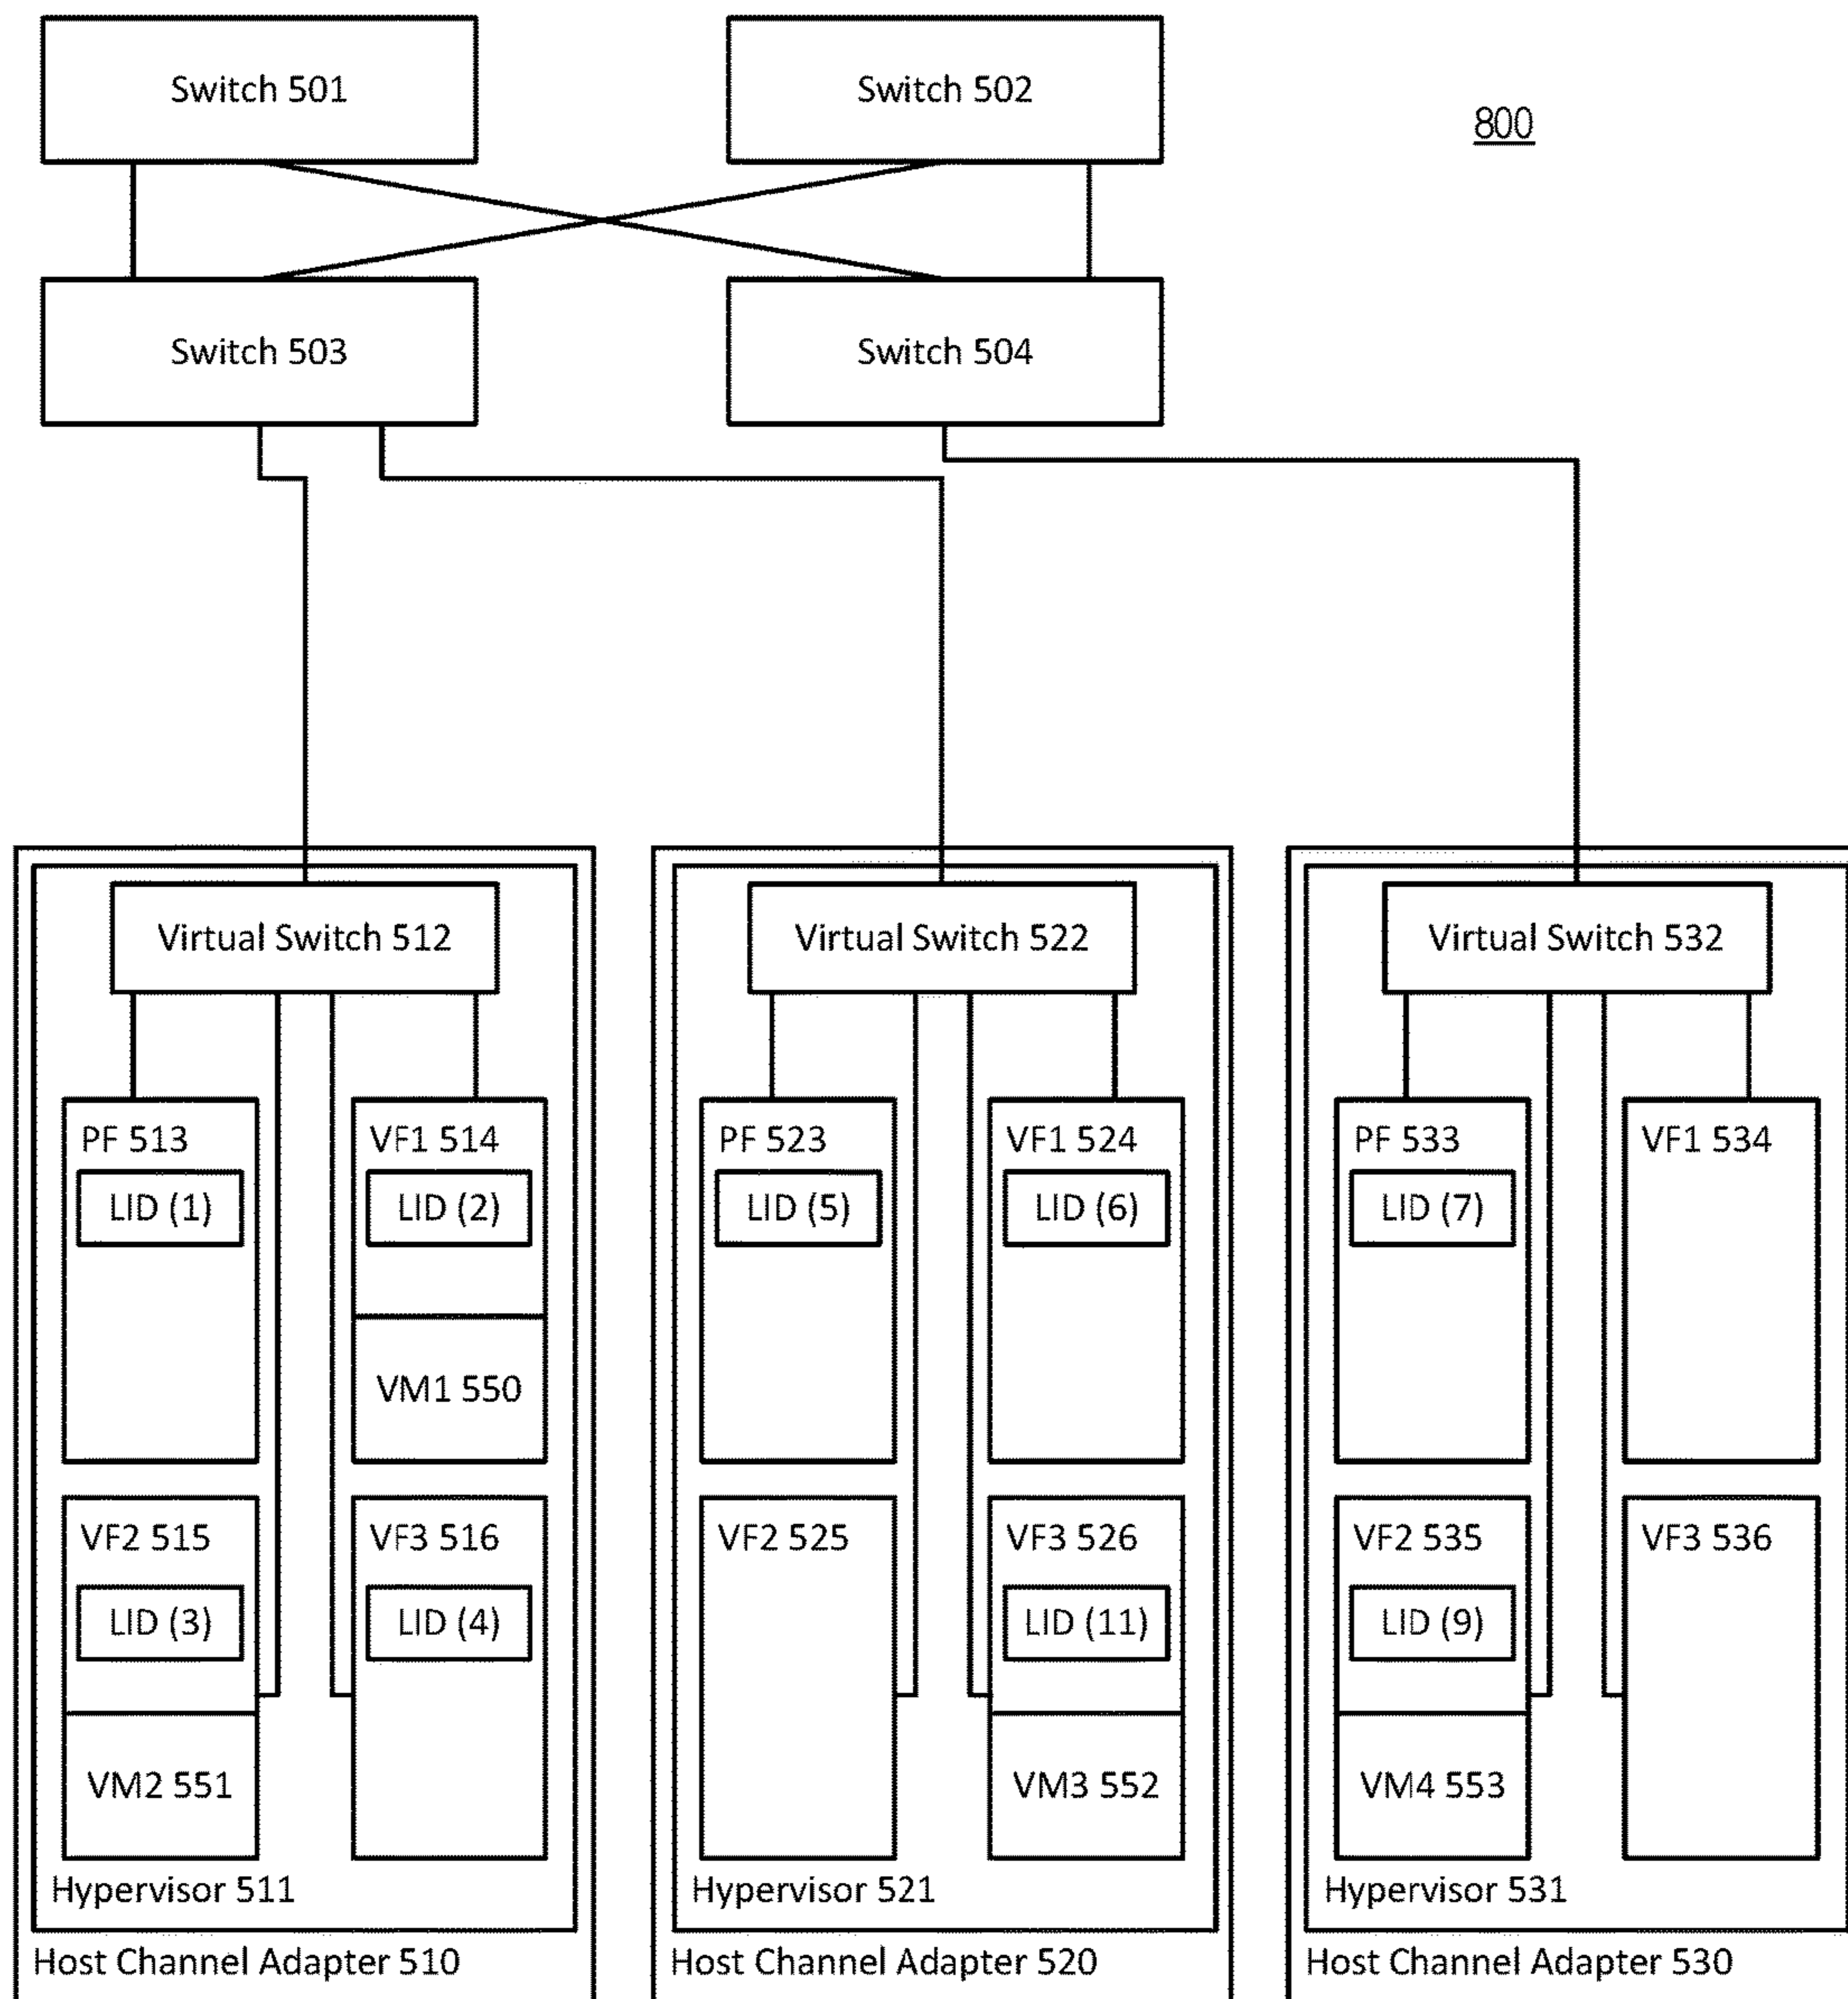 Switch 501
Switch 502
800
Switch 503
Switch 504
Virtual Switch 512
Virtual Switch 522
Virtual Switch 532
PF 513
LID (1)
VF1 514
LID (2)
VM1 550
PF 523
LID (5)
VF1 524
LID (6)
PF 533
LID (7)
VF1 534
VF2 515
LID (3)
VM2 551
VF3 516
LID (4)
VF2 525
VF3 526
LID (11)
VM3 552
VF2 535
LID (9)
VM4 553
VF3 536
Hypervisor 511
Hypervisor 521
Hypervisor 531
Host Channel Adapter 510
Host Channel Adapter 520
Host Channel Adapter 530